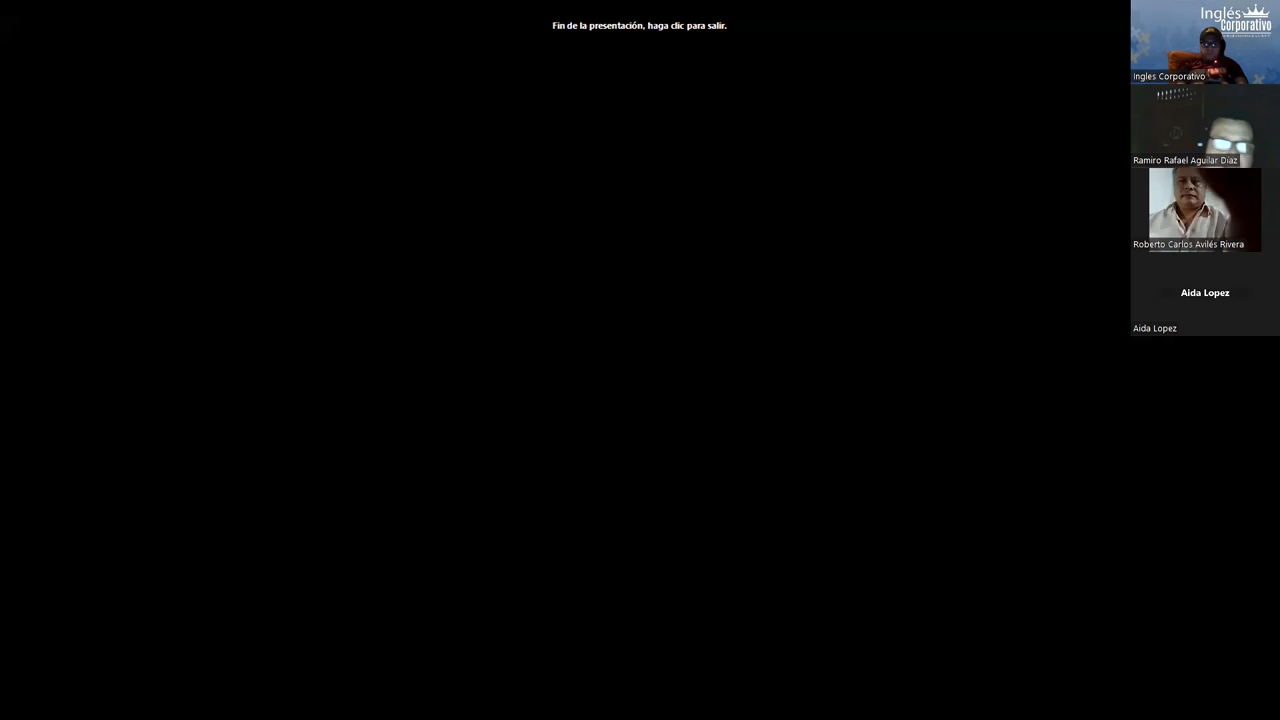 Fin de la presentación, haga clic para salir.
Inglés
Corporativo
Ingles Corporativo
Ramiro Rafael Aguilar Díaz
Roberto Carlos Avilés Rivera
Aida Lopez
Aida Lopez